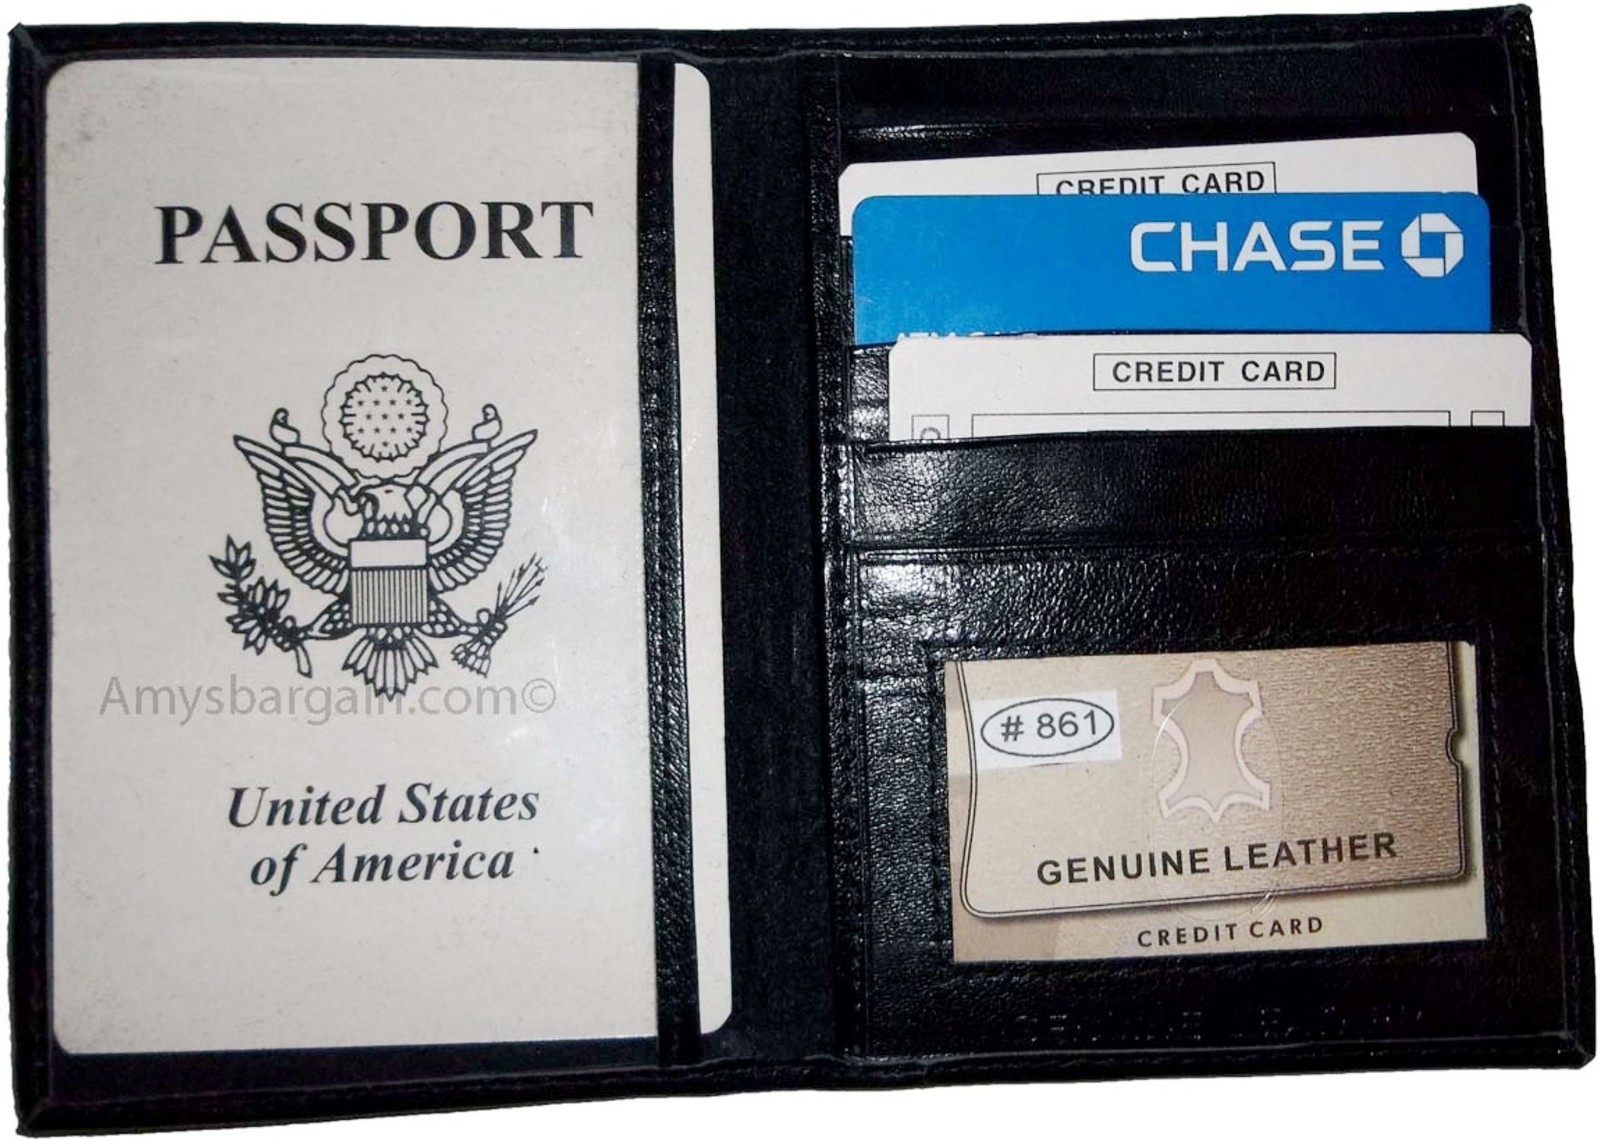 PASSPORT
Amysbargain.com©
United States
of America
CREDIT CARD
CHASE
CREDIT CARD
# 861
GENUINE LEATHER
CREDIT CARD